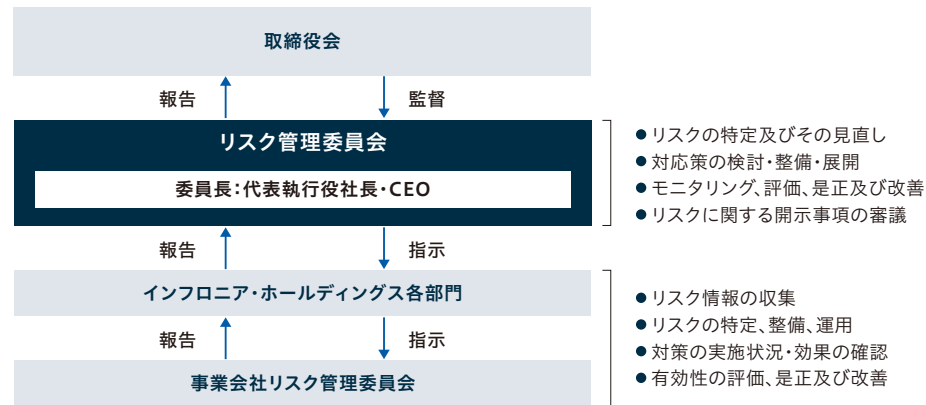 取締役会
報告
監督
リスク管理委員会
委員長：代表執行役社長・CEO
●リスクの特定及びその見直し
●対応策の検討・整備・展開
●モニタリング、評価、是正及び改善
●リスクに関する開示事項の審議
報告
指示
インフロニア・ホールディングス各部門
報告
指示
事業会社リスク管理委員会
●リスク情報の収集
●リスクの特定、整備、運用
●対策の実施状況・効果の確認
●有効性の評価、是正及び改善